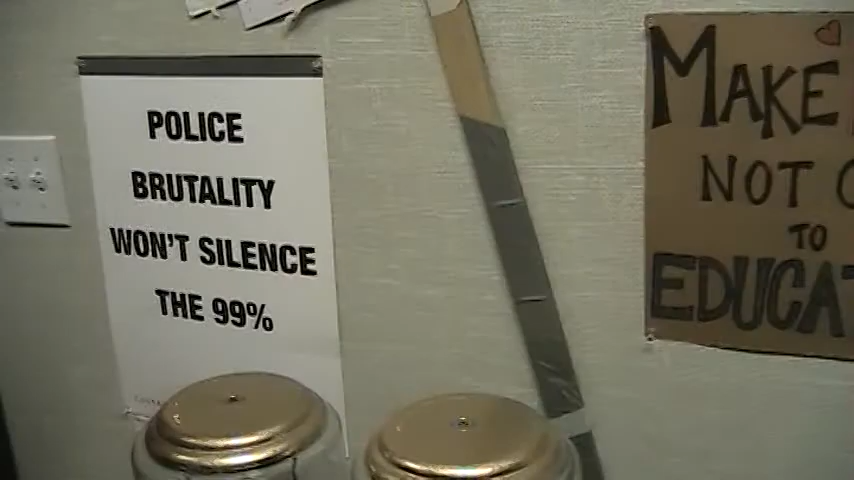 POLICE
BRUTALITY
WON'T SILENCE
THE 99%
MAKE
NOT
TO
EDUCA